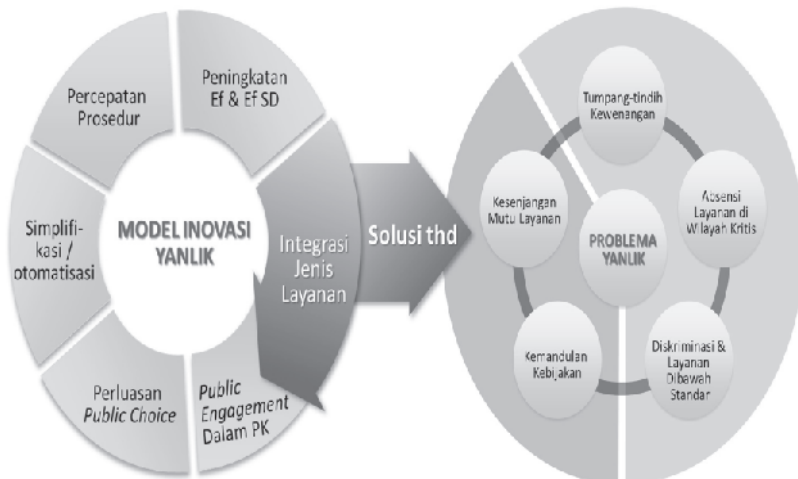 Percepatan
Prosedur
Peningkatan
Ef & Ef SD
Simplifi-
kasi /
otomatisasi
MODEL INOVASI
YANLIK
Integrasi
Jenis
Layanan
Perluasan
Public Choice
Public
Engagement
Dalam PK
Solusi thd
Tumpang-tindih
Kewenangan
Kesenjangan
Mutu Layanan
Absensi
Layanan di
Wilayah Kritis
PROBLEMA
YANLIK
Kemandulan
Kebijakan
Diskriminasi &
Layanan
Dibawah
Standar